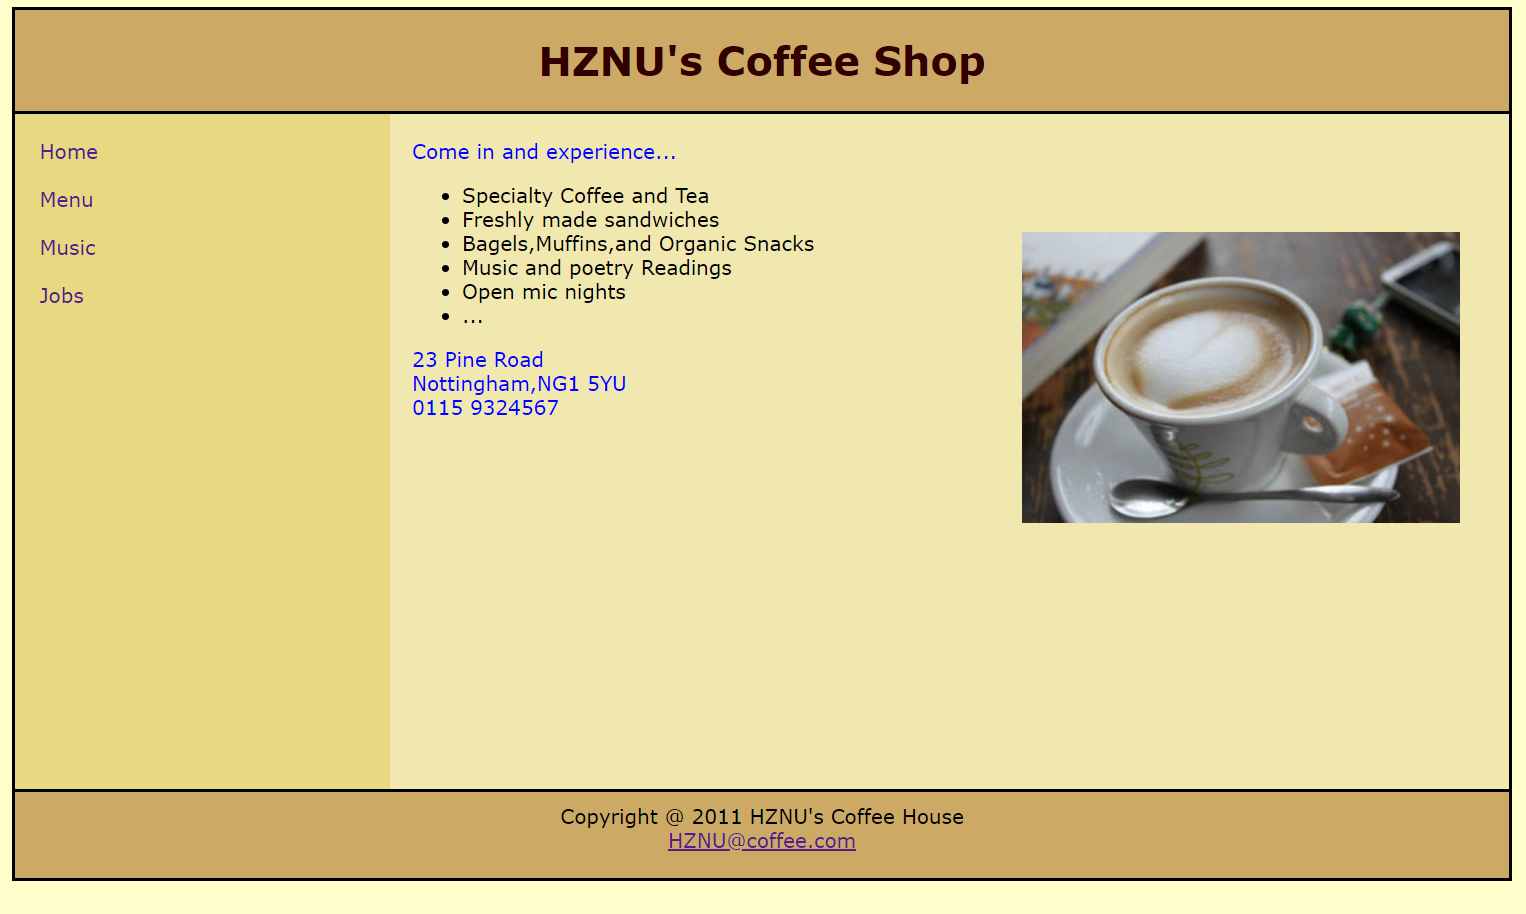 HZNU's Coffee Shop
Home
Menu
Music
Jobs
Come in and experience...
Specialty Coffee and Tea
Freshly made sandwiches
Bagels,Muffins,and Organic Snacks
Music and poetry Readings
Open mic nights
...
23 Pine Road
Nottingham,NG1 5YU
0115 9324567
Copyright @ 2011 HZNU's Coffee House
HZNU@coffee.com